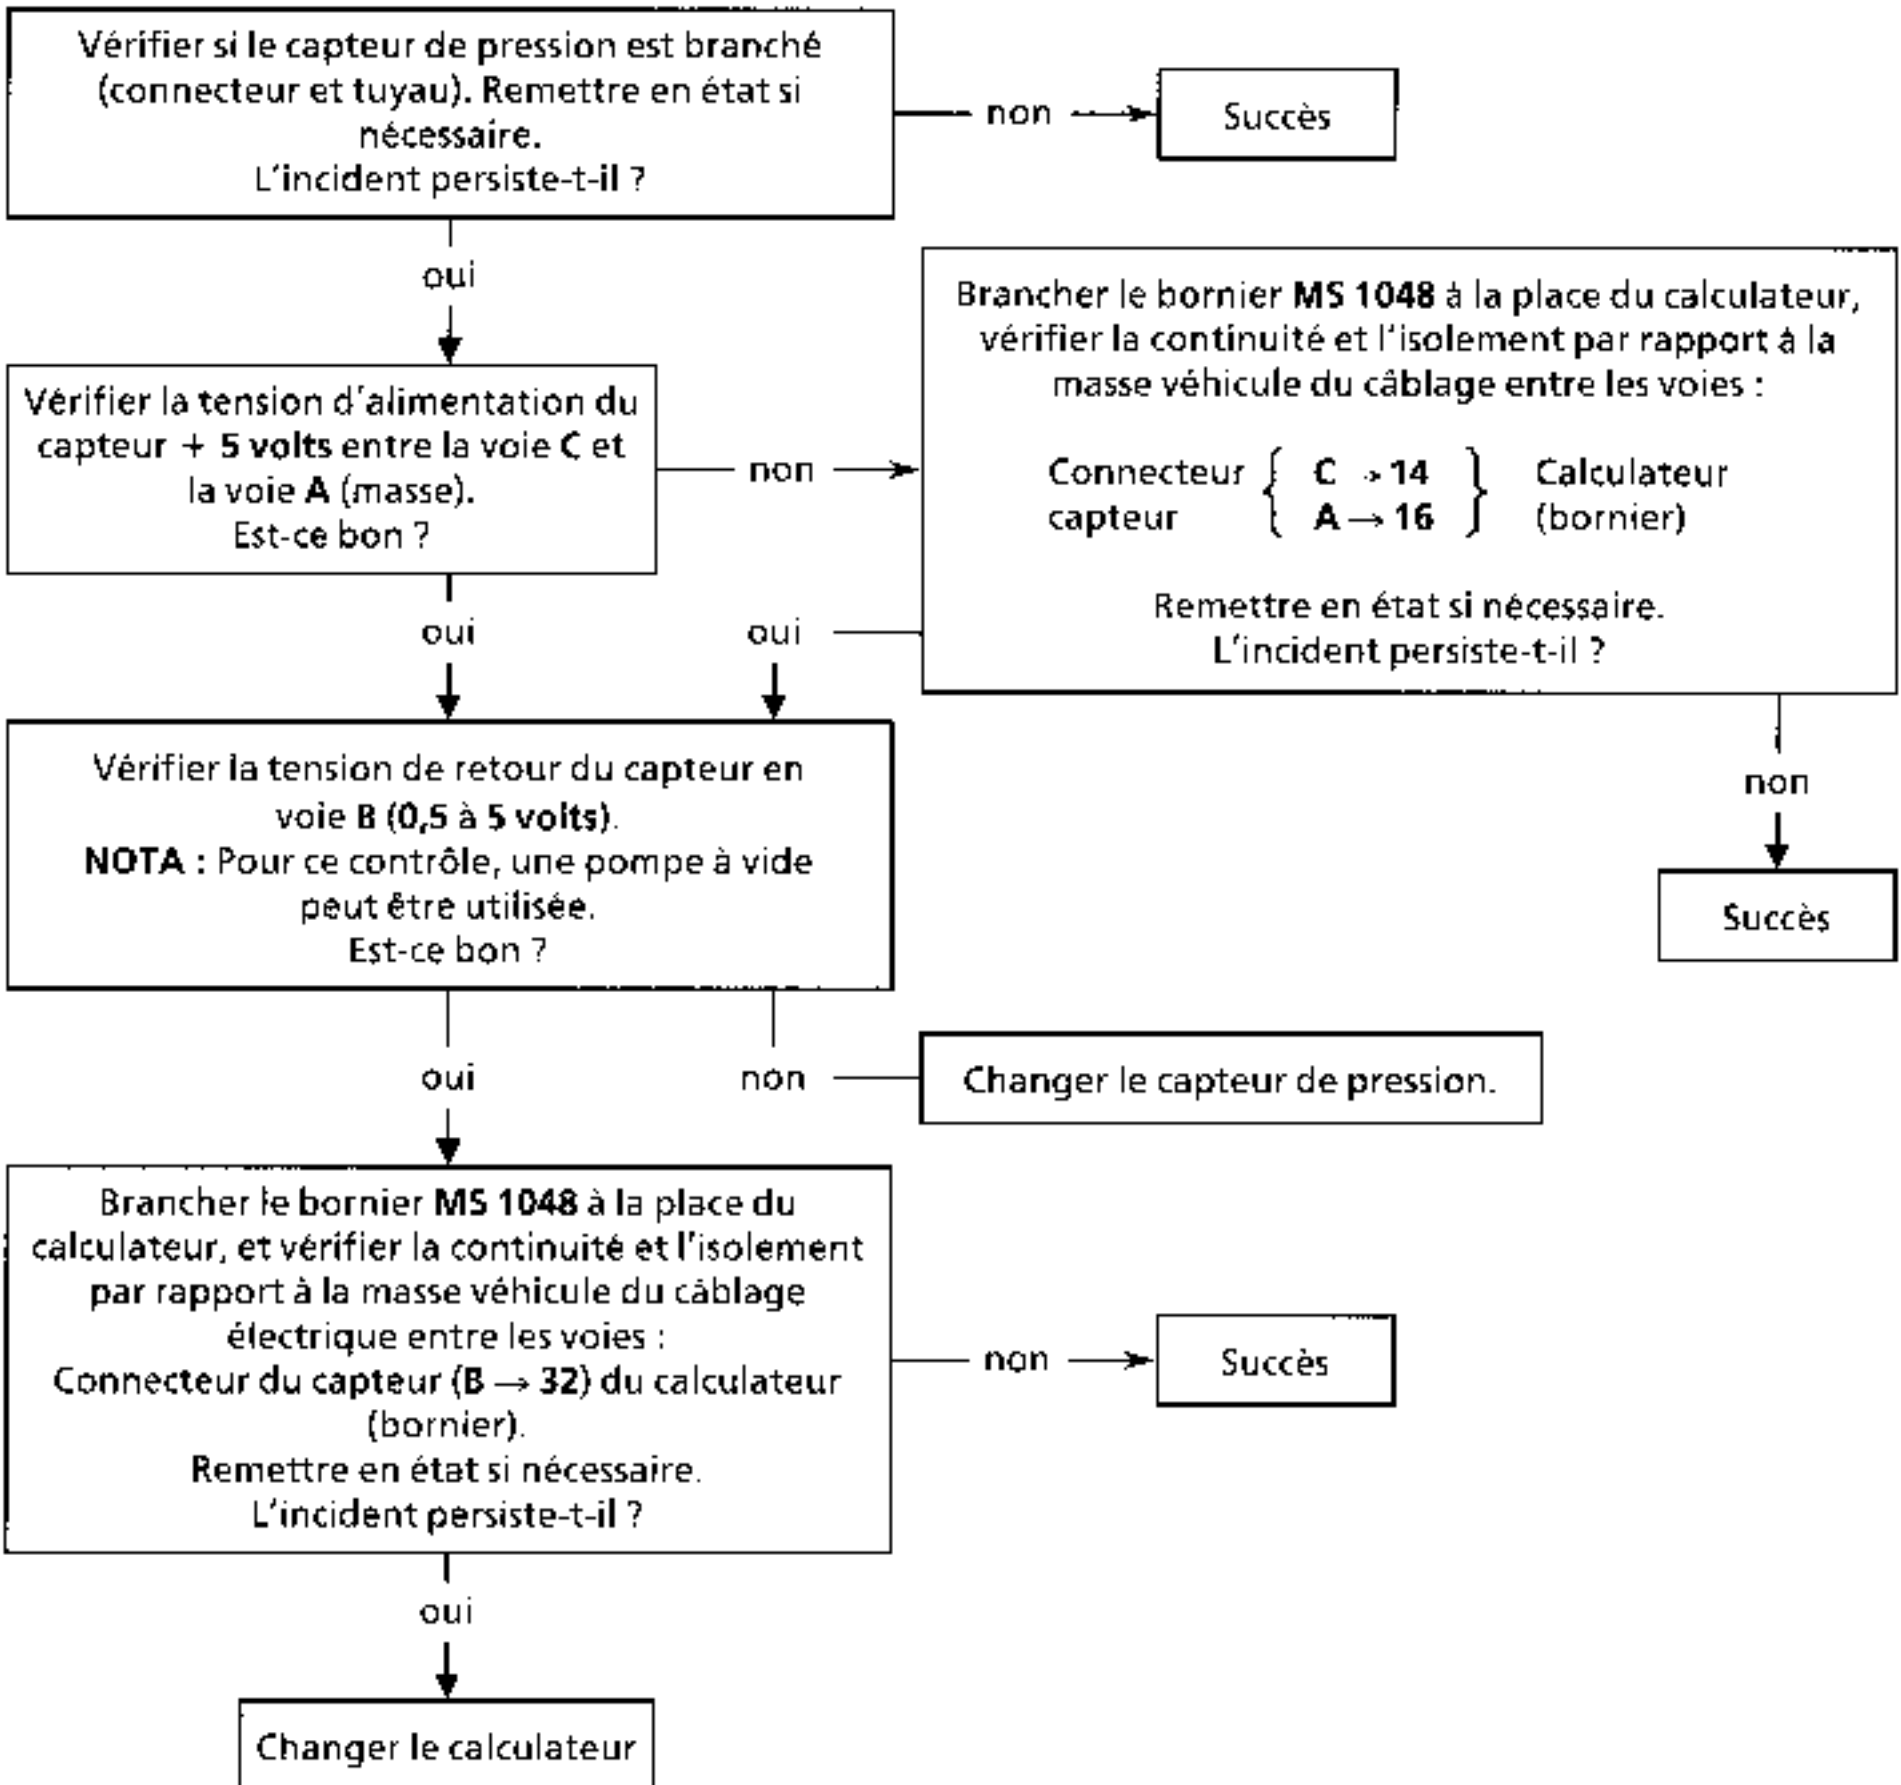 Vérifier si le capteur de pression est branché
(connecteur et tuyau). Remettre en état si
nécessaire.
L'incident persiste-t-il ?
non
Succès
oui
Brancher le bornier MS 1048 à la place du calculateur,
vérifier la continuité et l'isolement par rapport à la
masse véhicule du câblage entre les voies :
Connecteur { C → 14 } Calculateur
capteur { A → 16 } (bornier)
Remettre en état si nécessaire.
L'incident persiste-t-il ?
Vérifier la tension d'alimentation du
capteur + 5 volts entre la voie C et
la voie A (masse).
Est-ce bon ?
non
oui
oui
non
Succès
Vérifier la tension de retour du capteur en
voie B (0,5 à 5 volts).
NOTA : Pour ce contrôle, une pompe à vide
peut être utilisée.
Est-ce bon ?
oui
non
Changer le capteur de pression.
Brancher le bornier MS 1048 à la place du
calculateur, et vérifier la continuité et l'isolement
par rapport à la masse véhicule du câblage
électrique entre les voies :
Connecteur du capteur (B → 32) du calculateur
(bornier).
Remettre en état si nécessaire.
L'incident persiste-t-il ?
non
Succès
oui
Changer le calculateur